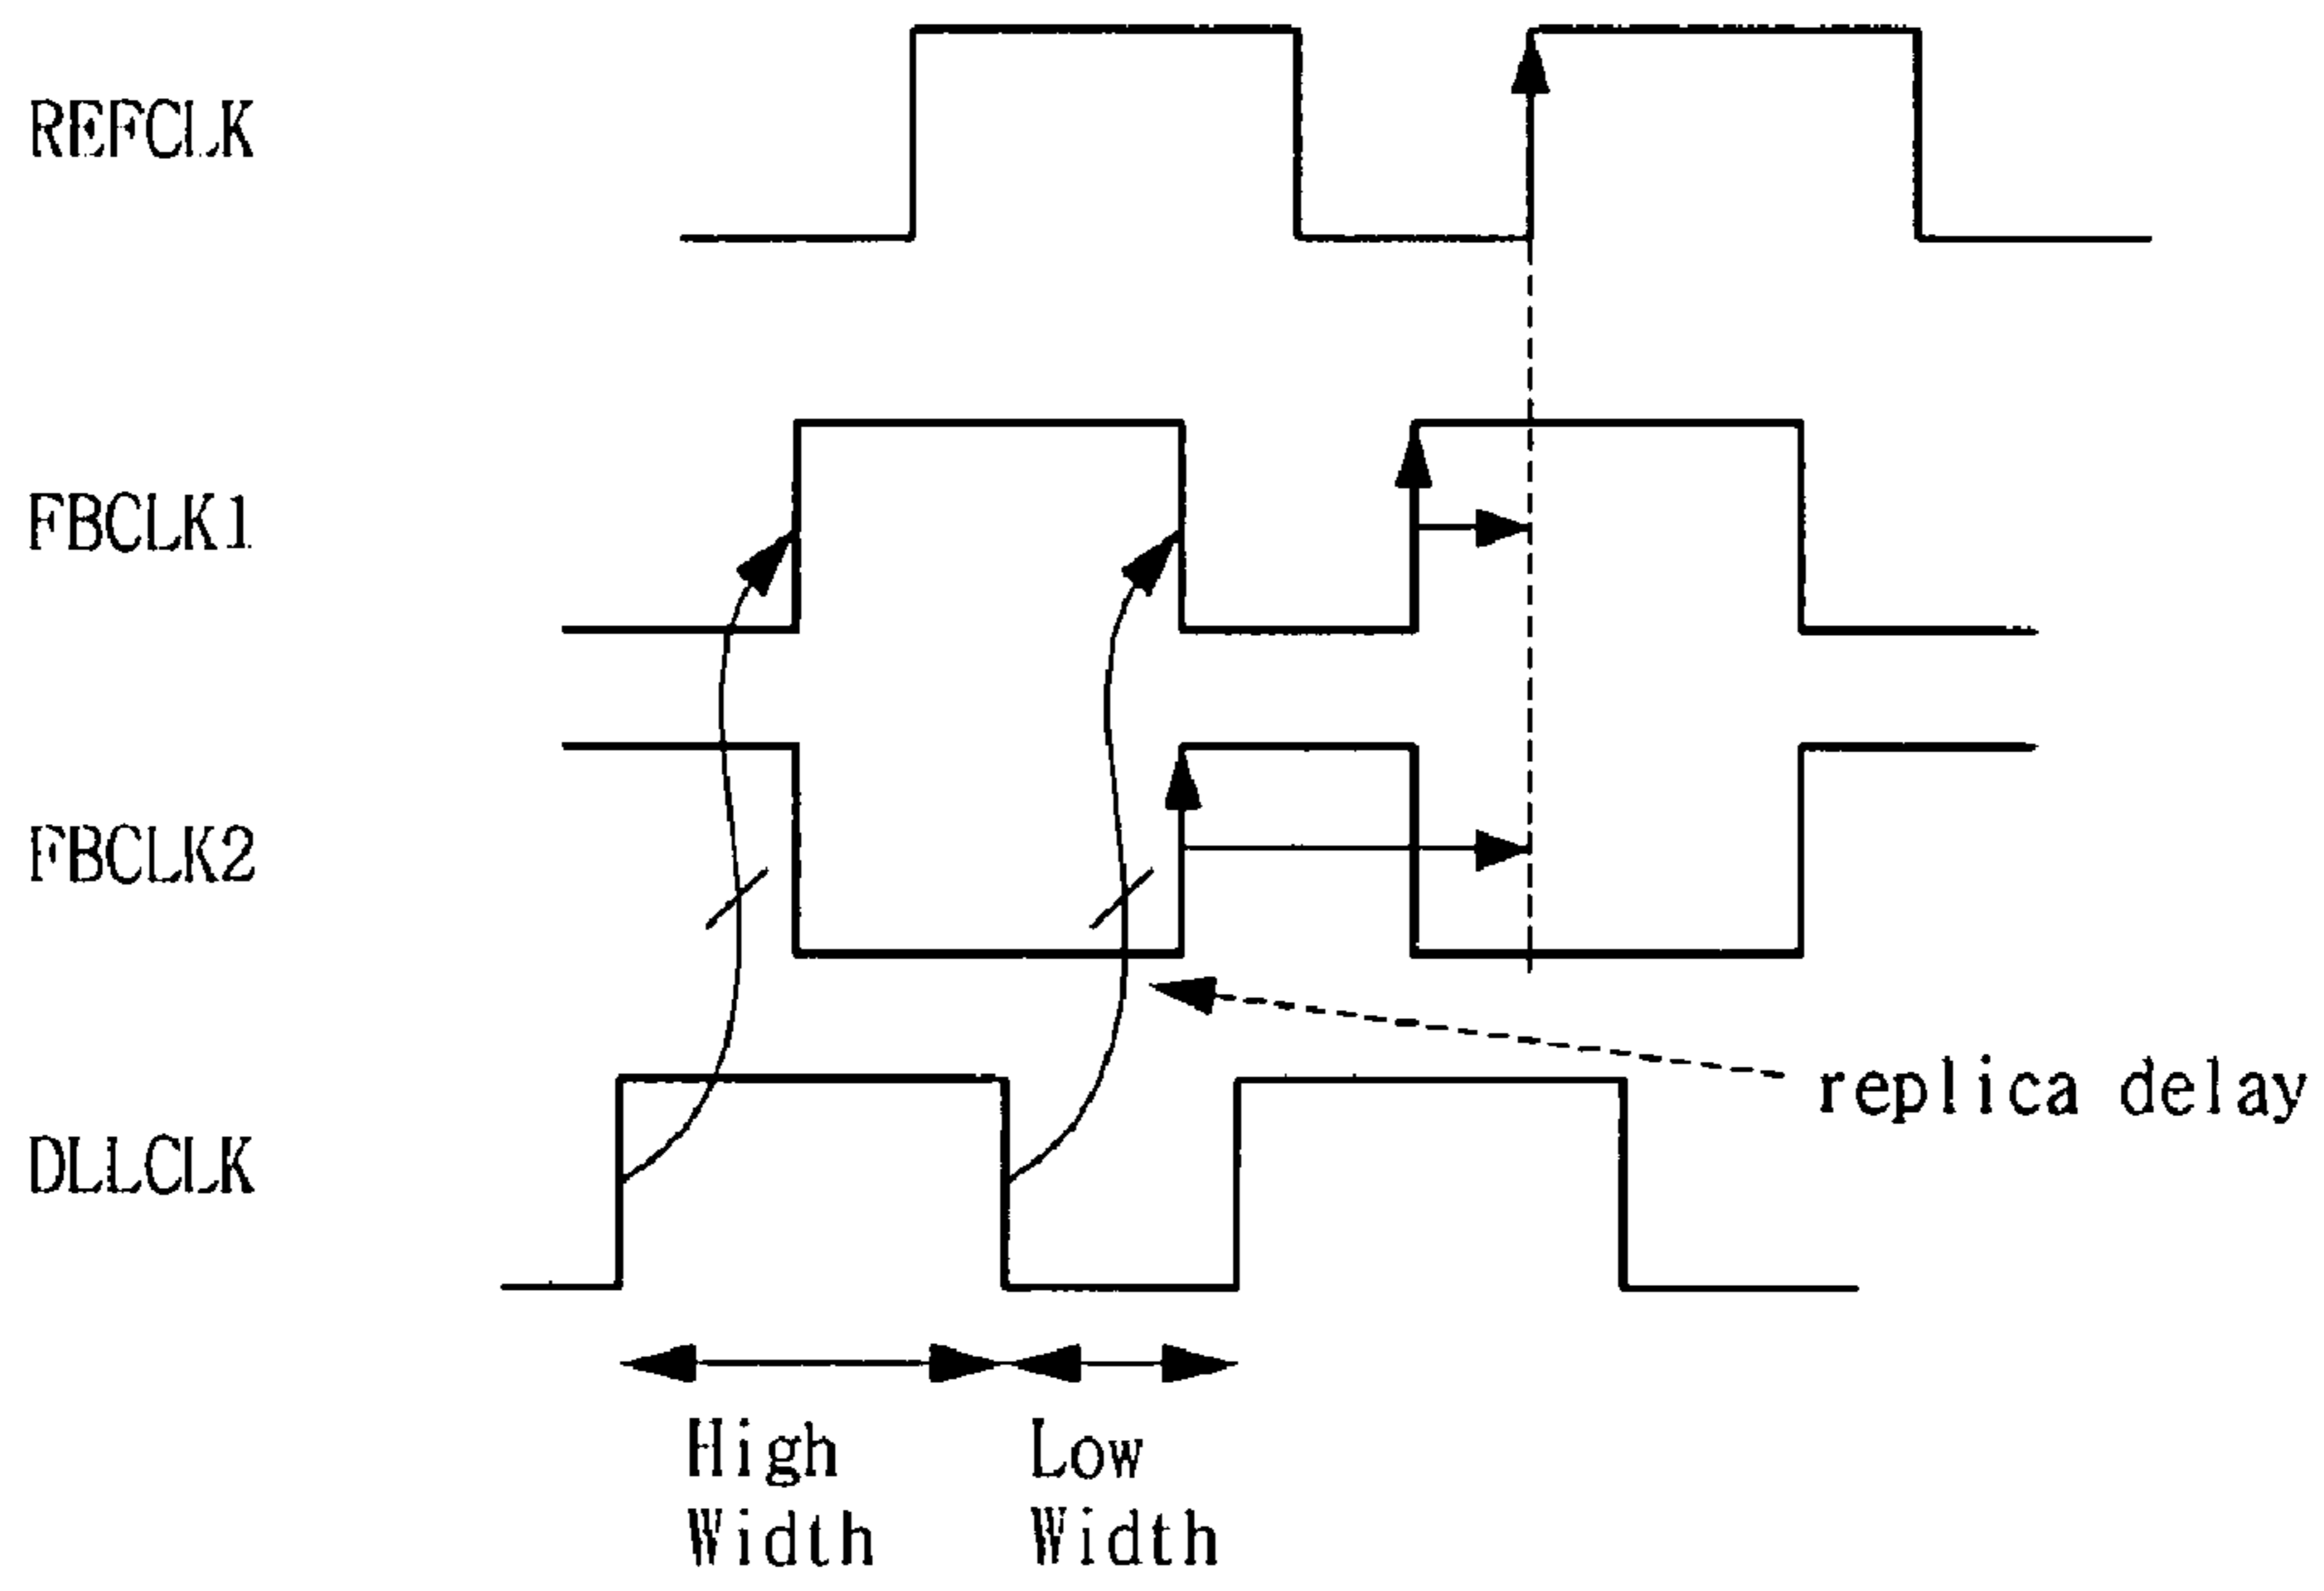 REFCLK
FBCLK1
FBCLK2
replica delay
DLLCLK
High Width
Low Width